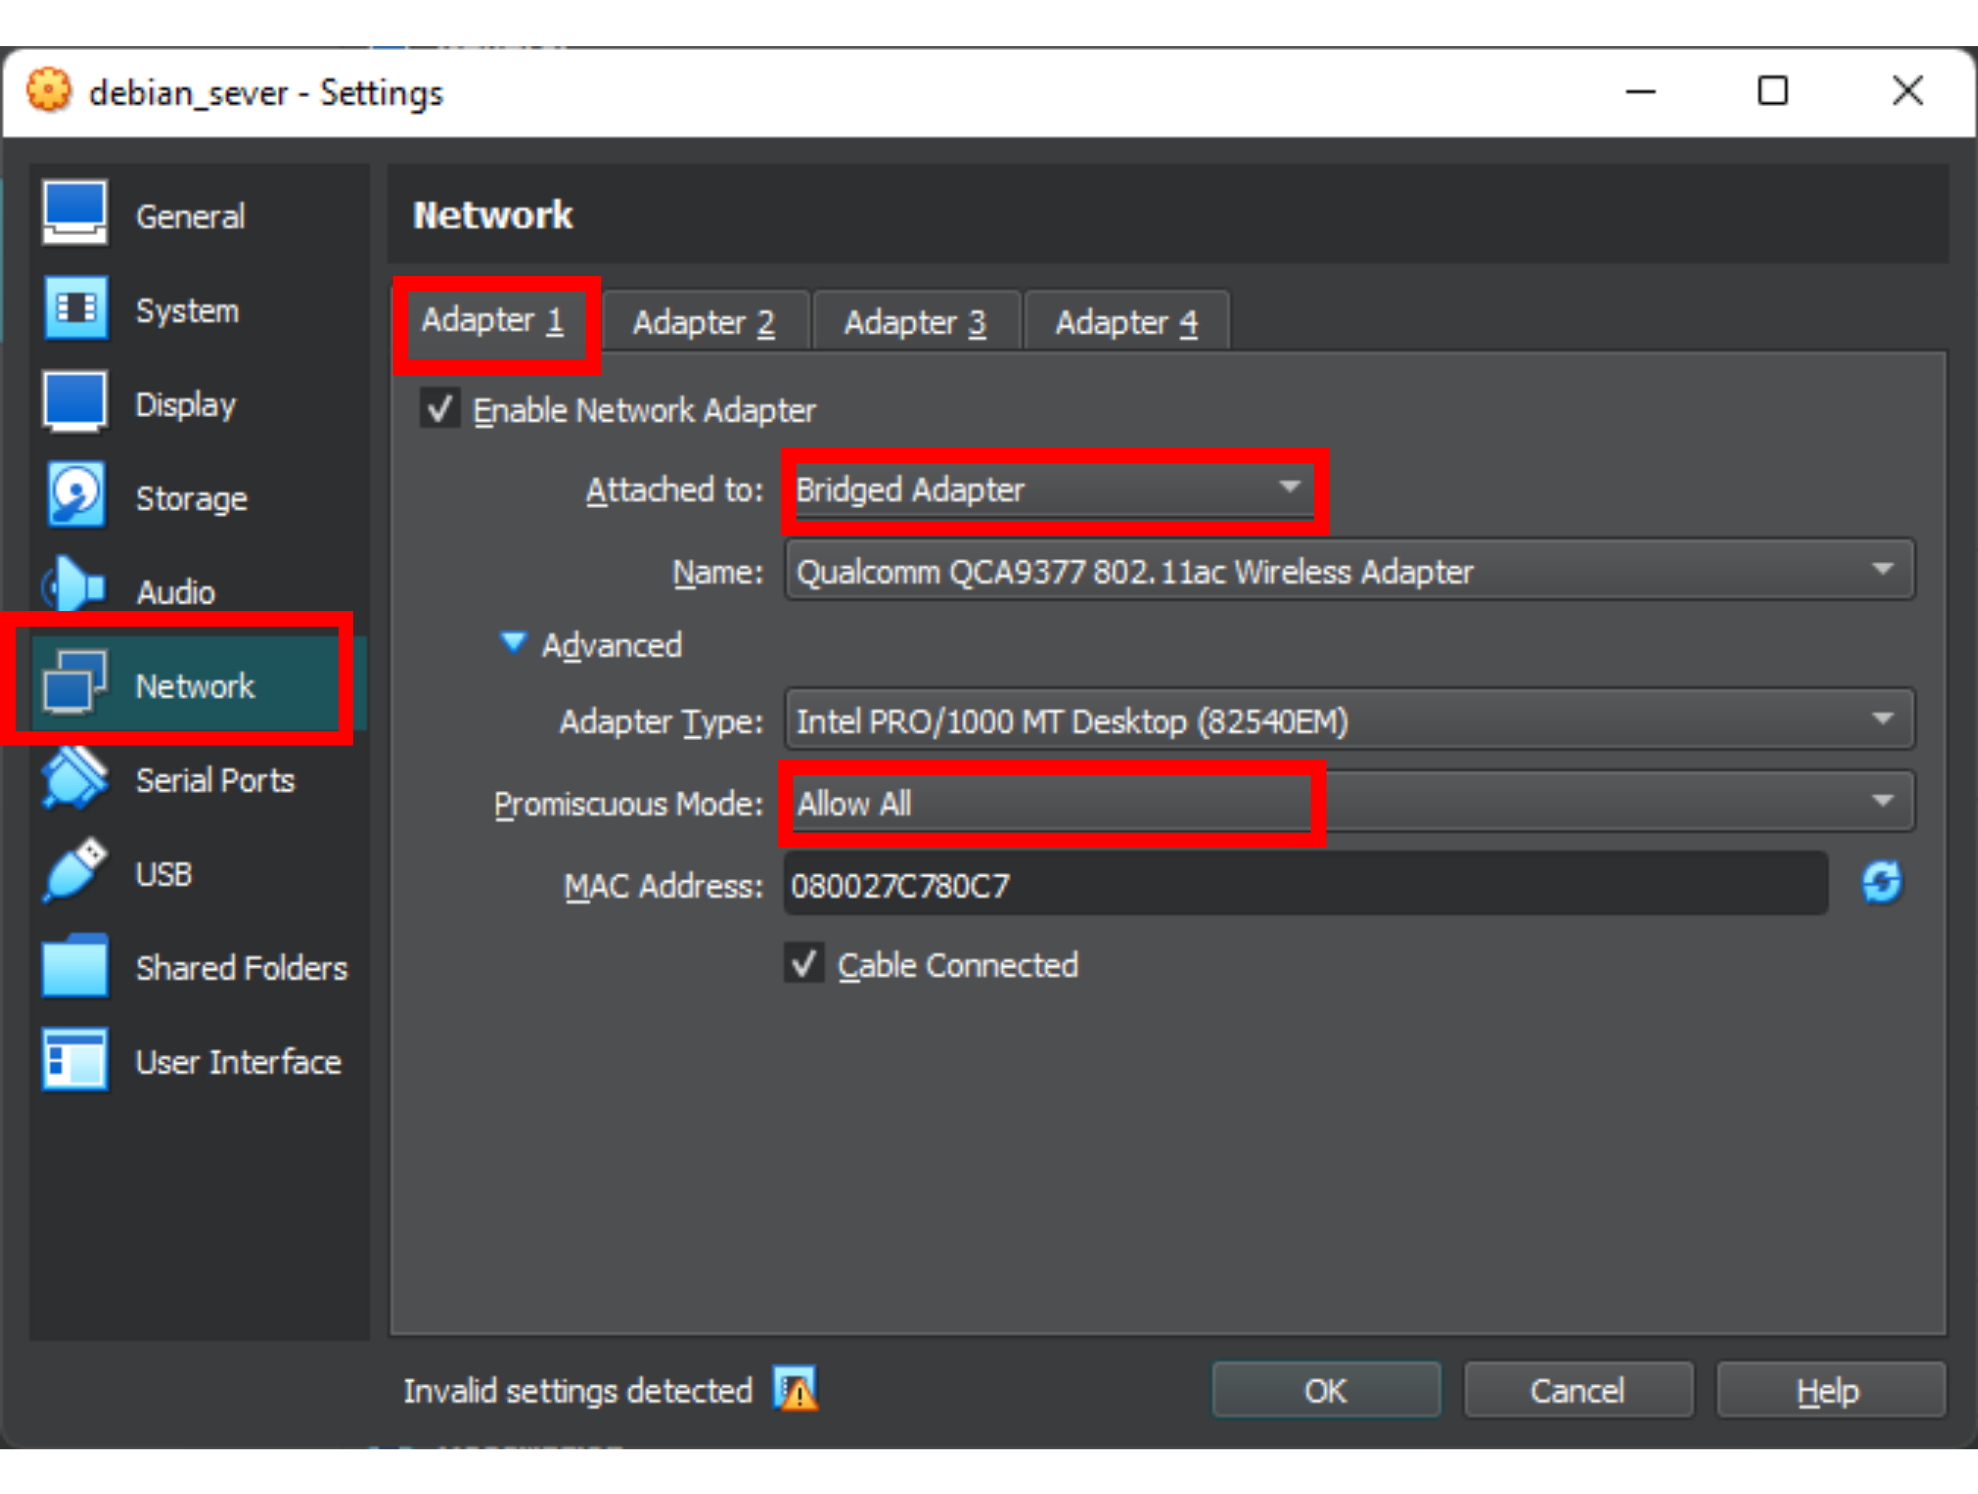 debian_sever - Settings
General
System
Display
Storage
Audio
Network
Serial Ports
USB
Shared Folders
User Interface
Network
Adapter 1 Adapter 2 Adapter 3 Adapter 4
Enable Network Adapter
Attached to: Bridged Adapter
Name: Qualcomm QCA9377 802.11ac Wireless Adapter
Advanced
Adapter Type: Intel PRO/1000 MT Desktop (82540EM)
Promiscuous Mode: Allow All
MAC Address: 080027C780C7
Cable Connected
Invalid settings detected
OK Cancel Help